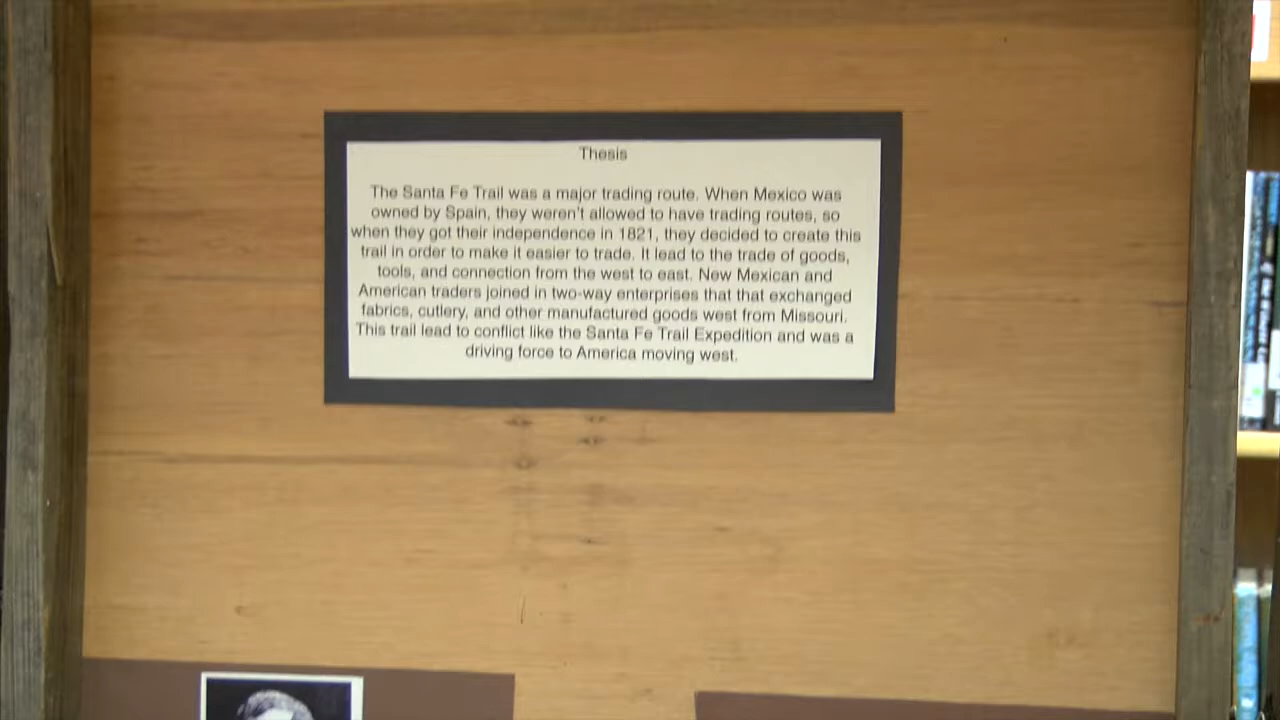 Thesis
The Santa Fe Trail was a major trading route. When Mexico was
owned by Spain, they weren't allowed to have trading routes, so
when they got their independence in 1821, they decided to create this
trail in order to make it easier to trade. It lead to the trade of goods,
tools, and connection from the west to east. New Mexican and
American traders joined in two-way enterprises that that exchanged
fabrics, cutlery, and other manufactured goods west from Missouri.
This trail lead to conflict like the Santa Fe Trail Expedition and was a
driving force to America moving west.